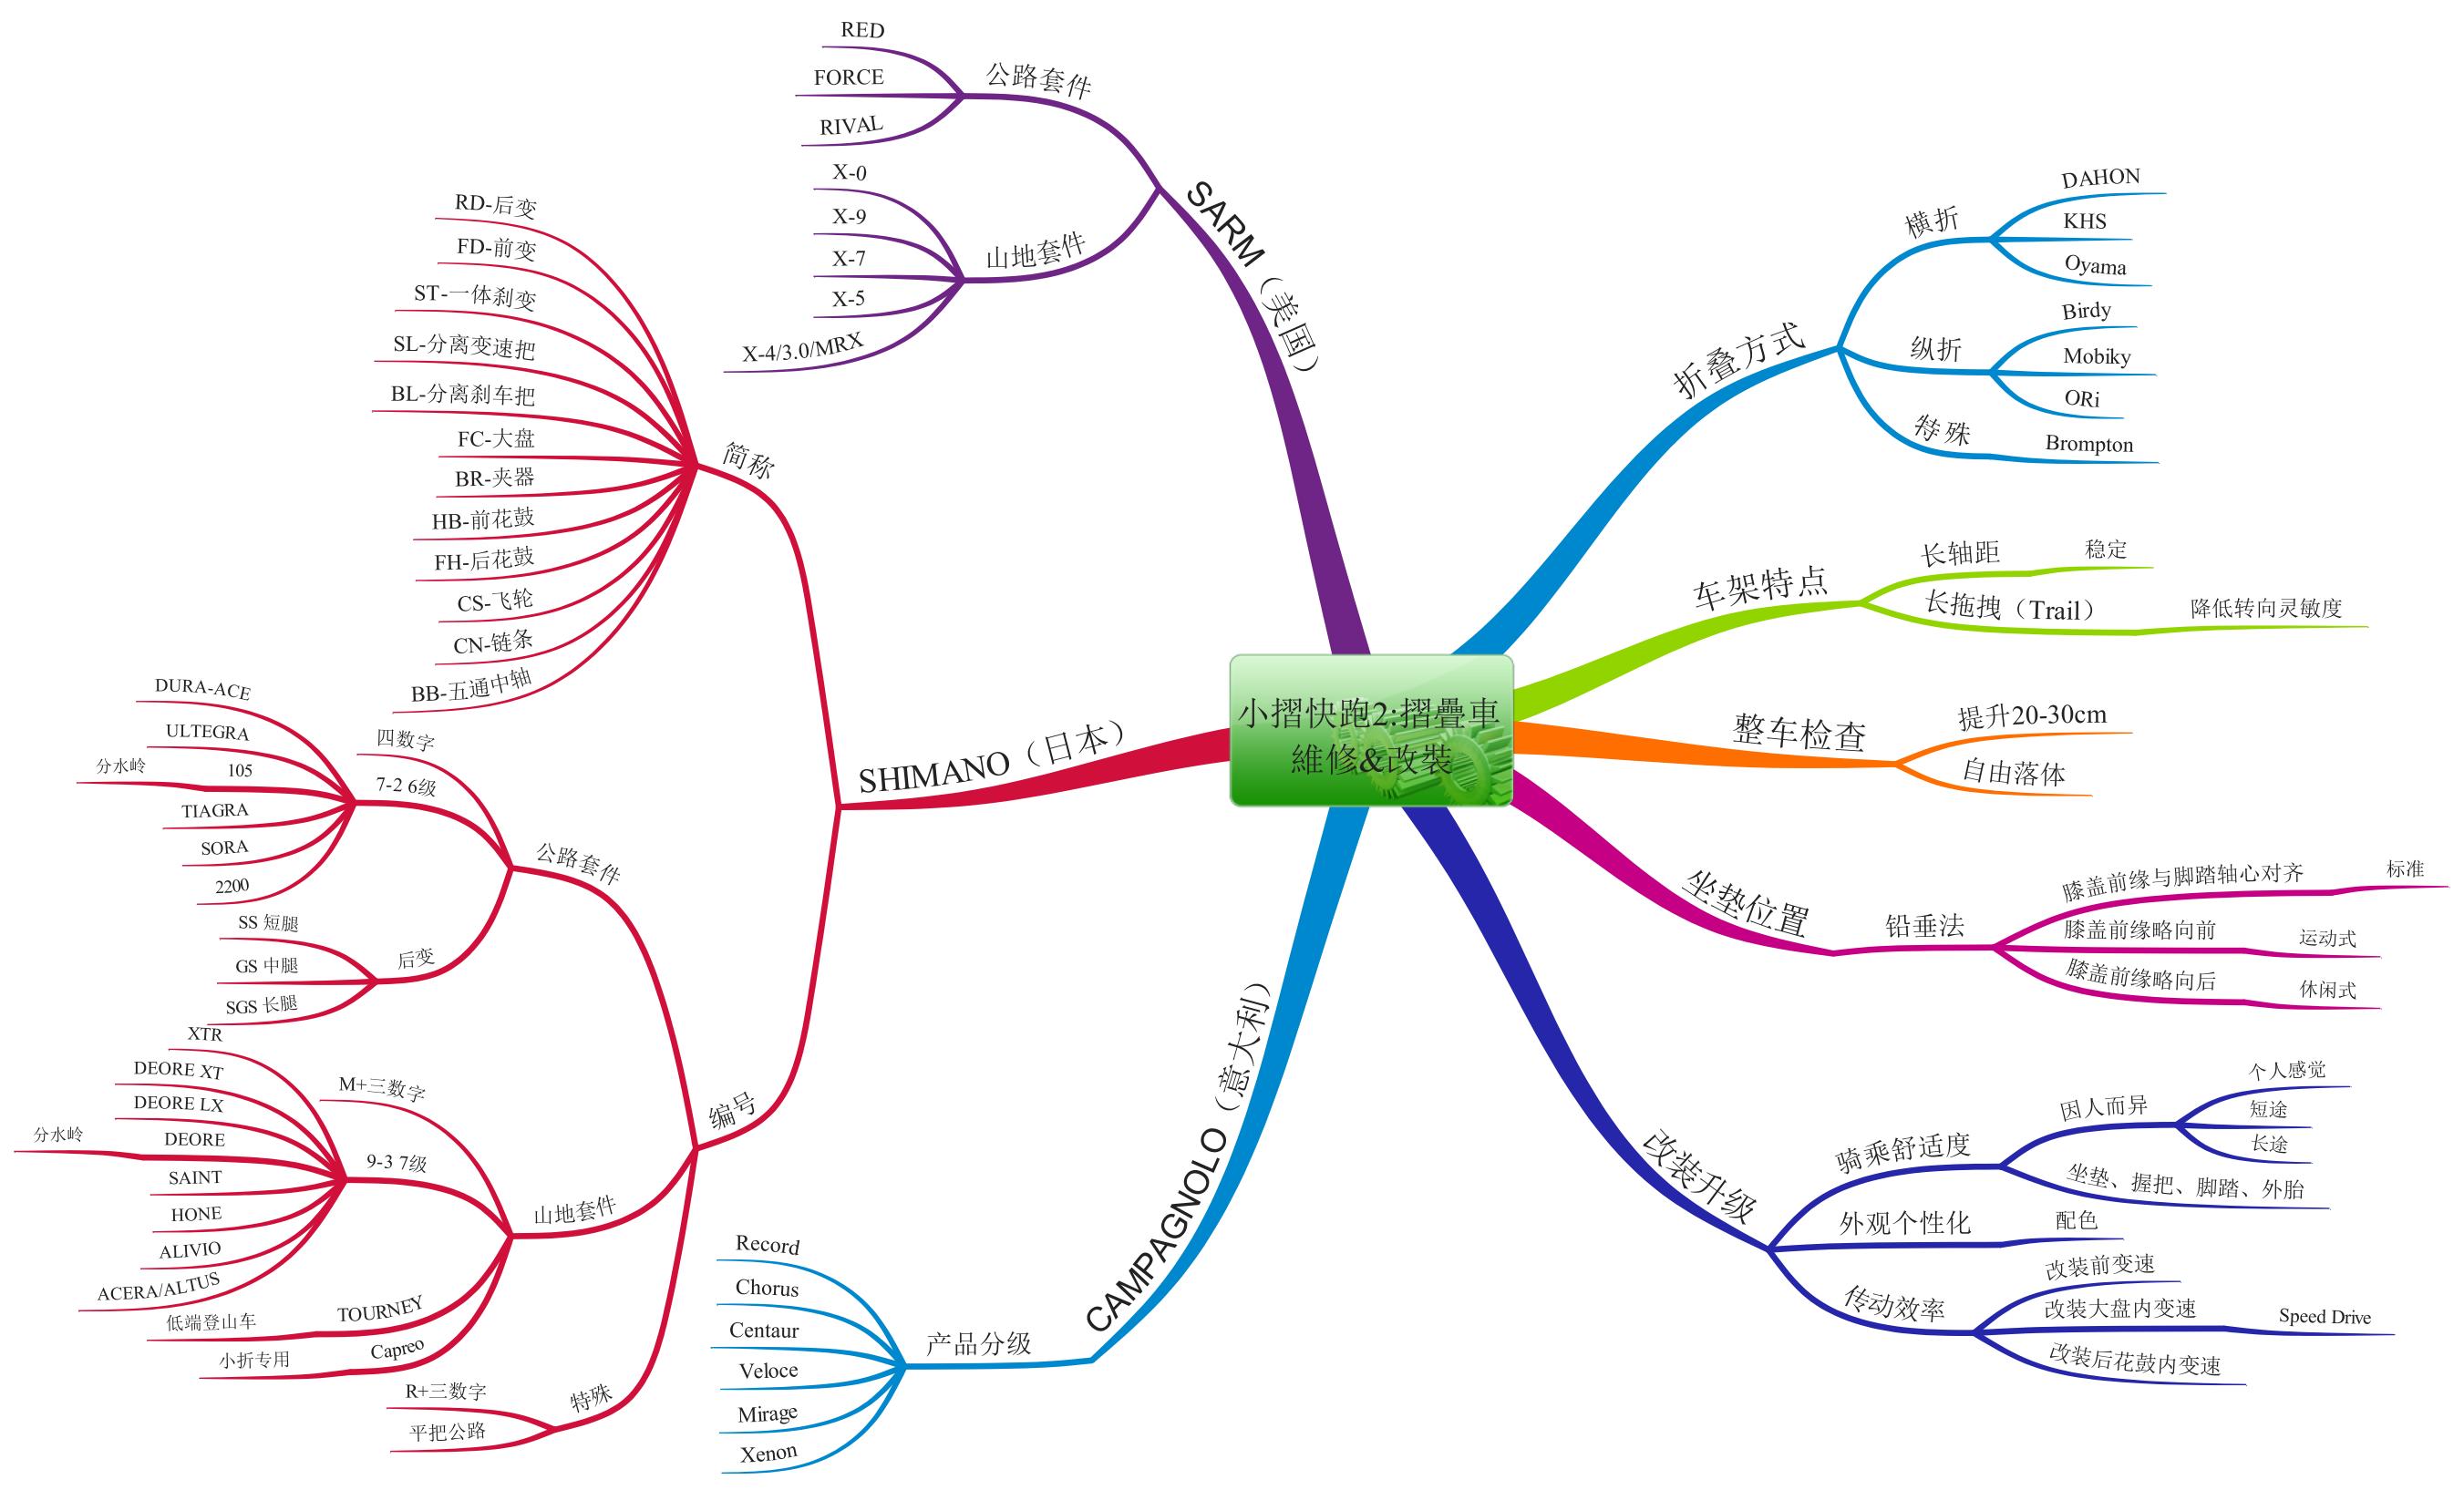 小摺快跑2:摺疊車
維修&改裝
折叠方式
横折
DAHON
KHS
Oyama
纵折
Birdy
Mobiky
ORi
特殊
Brompton
车架特点
长轴距
稳定
长拖拽（Trail）
降低转向灵敏度
整车检查
提升20-30cm
自由落体
坐垫位置
铅垂法
膝盖前缘与脚踏轴心对齐
标准
膝盖前缘略向前
运动式
膝盖前缘略向后
休闲式
改装升级
骑乘舒适度
因人而异
个人感觉
短途
长途
坐垫、握把、脚踏、外胎
外观个性化
配色
传动效率
改装前变速
改装大盘内变速
Speed Drive
改装后花鼓内变速
SARM（美国）
公路套件
RED
FORCE
RIVAL
山地套件
X-0
X-9
X-7
X-5
X-4/3.0/MRX
SHIMANO（日本）
简称
RD-后变
FD-前变
ST-一体刹变
SL-分离变速把
BL-分离刹车把
FC-大盘
BR-夹器
HB-前花鼓
FH-后花鼓
CS-飞轮
CN-链条
BB-五通中轴
编号
公路套件
四数字
7-2 6级
DURA-ACE
ULTEGRA
105
分水岭
TIAGRA
SORA
2200
后变
SS 短腿
GS 中腿
SGS 长腿
山地套件
M+三数字
9-3 7级
XTR
DEORE XT
DEORE LX
DEORE
分水岭
SAINT
HONE
ALIVIO
ACERA/ALTUS
TOURNEY
低端登山车
Capreo
小折专用
特殊
R+三数字
平把公路
CAMPAGNOLO（意大利）
产品分级
Record
Chorus
Centaur
Veloce
Mirage
Xenon